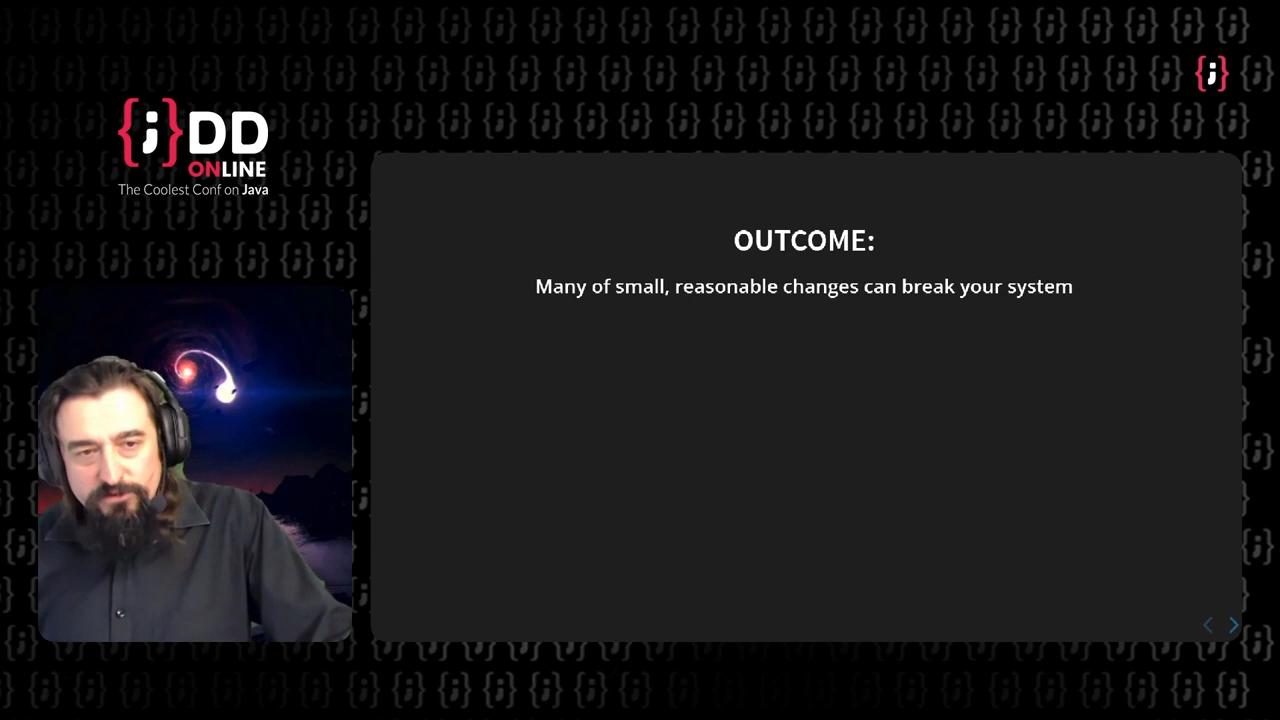 {;}DD
ONLINE
The Coolest Conf on Java
{;}
OUTCOME:
Many of small, reasonable changes can break your system